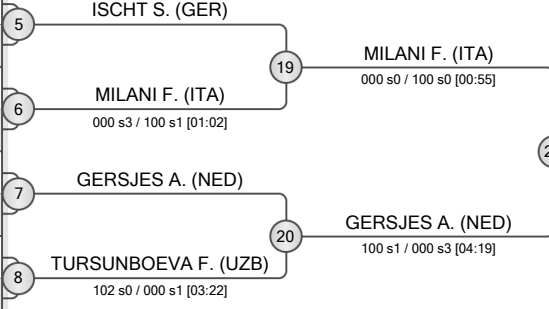 ISCHT S. (GER)
5
19
MILANI F. (ITA)
000 s0 / 100 s0 [00:55]
MILANI F. (ITA)
6
000 s3 / 100 s1 [01:02]
GERSJES A. (NED)
7
20
GERSJES A. (NED)
100 s1 / 000 s3 [04:19]
TURSUNBOEVA F. (UZB)
8
102 s0 / 000 s1 [03:22]